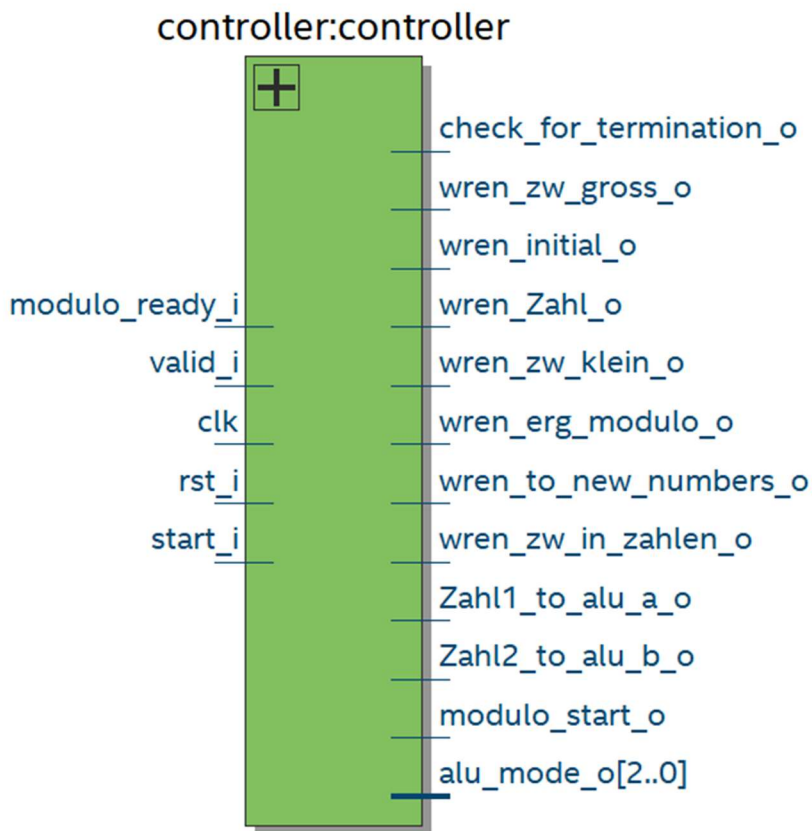 controller:controller
check_for_termination_o
wren_zw_gross_o
wren_initial_o
modulo_ready_i
wren_Zahl_o
valid_i
wren_zw_klein_o
clk
wren_erg_modulo_o
rst_i
wren_to_new_numbers_o
start_i
wren_zw_in_zahlen_o
Zahl1_to_alu_a_o
Zahl2_to_alu_b_o
modulo_start_o
alu_mode_o[2..0]